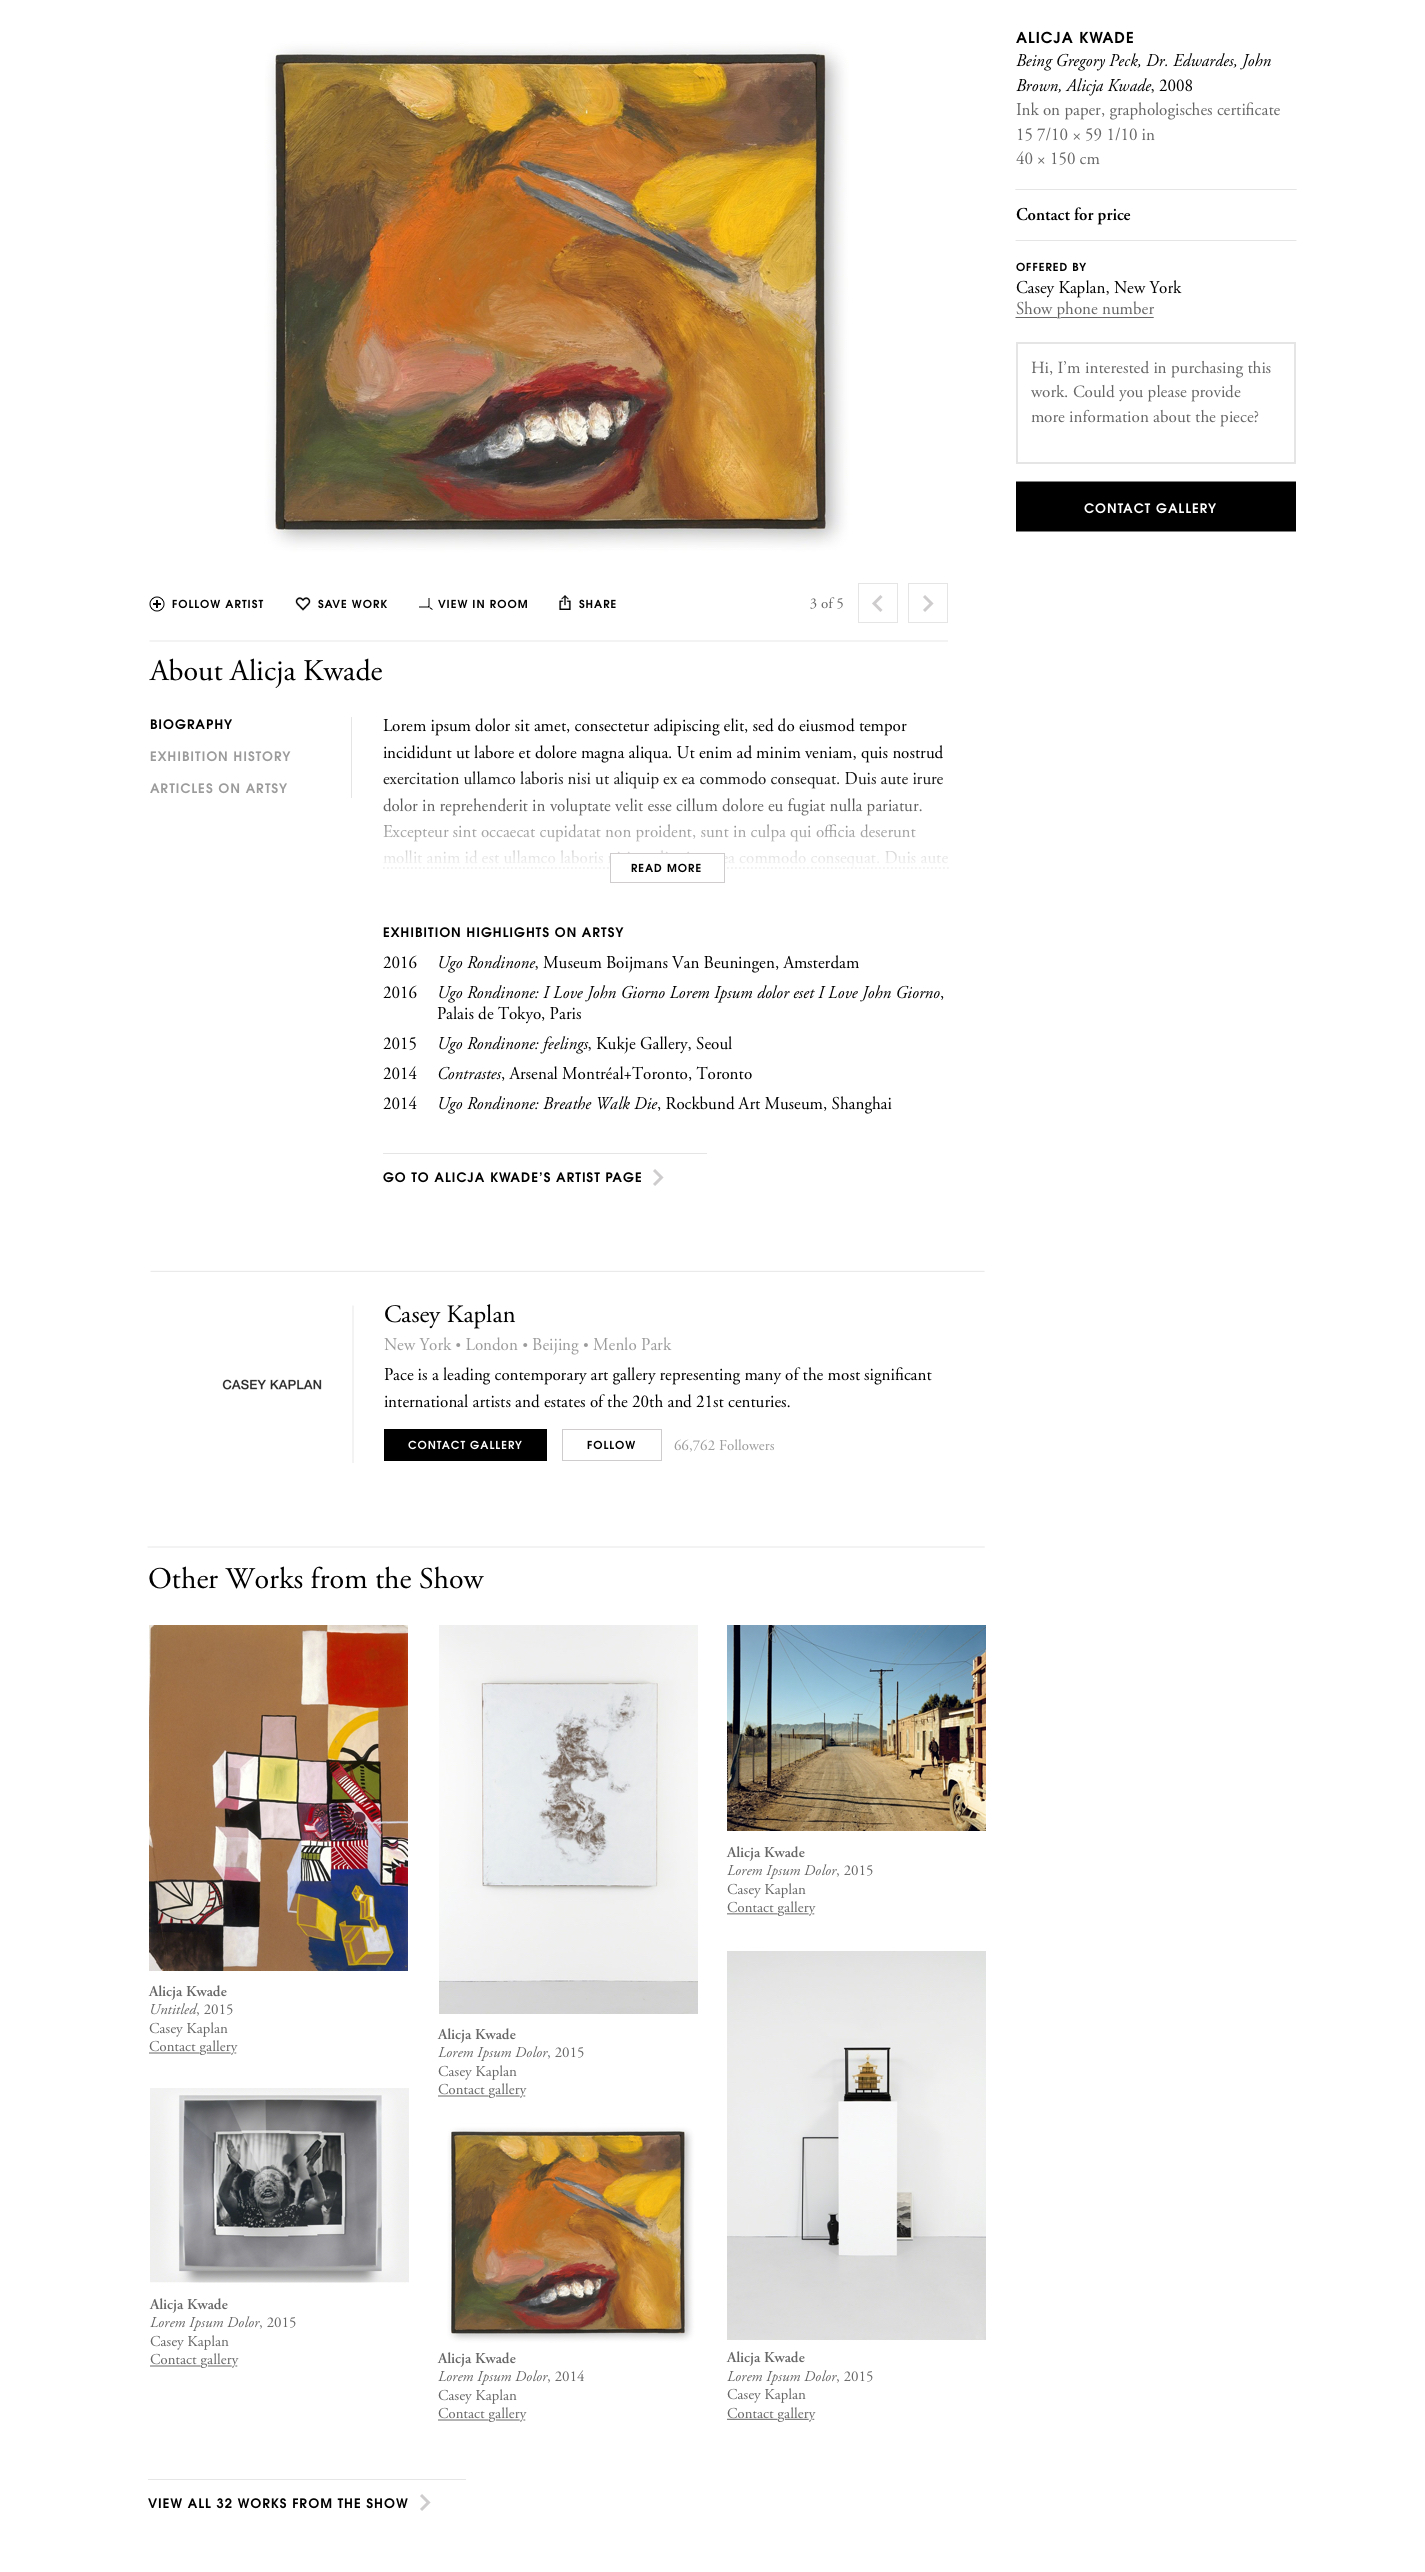 ALICJA KWADE
Being Gregory Peck, Dr. Edwardes, John
Brown, Alicja Kwade, 2008
Ink on paper, graphologisches certificate
15 7/10 × 59 1/10 in
40 × 150 cm
Contact for price
OFFERED BY
Casey Kaplan, New York
Show phone number
Hi, I'm interested in purchasing this
work. Could you please provide
more information about the piece?
CONTACT GALLERY
FOLLOW ARTIST
SAVE WORK
VIEW IN ROOM
SHARE
3 of 5
About Alicja Kwade
BIOGRAPHY
EXHIBITION HISTORY
ARTICLES ON ARTSY
Lorem ipsum dolor sit amet, consectetur adipiscing elit, sed do eiusmod tempor
incididunt ut labore et dolore magna aliqua. Ut enim ad minim veniam, quis nostrud
exercitation ullamco laboris nisi ut aliquip ex ea commodo consequat. Duis aute irure
dolor in reprehenderit in voluptate velit esse cillum dolore eu fugiat nulla pariatur.
Excepteur sint occaecat cupidatat non proident, sunt in culpa qui officia deserunt
mollit anim id est ullamco laboris ea commodo consequat. Duis aute
READ MORE
EXHIBITION HIGHLIGHTS ON ARTSY
2016 Ugo Rondinone, Museum Boijmans Van Beuningen, Amsterdam
2016 Ugo Rondinone: I Love John Giorno Lorem Ipsum dolor eset I Love John Giorno,
Palais de Tokyo, Paris
2015 Ugo Rondinone: feelings, Kukje Gallery, Seoul
2014 Contrastes, Arsenal Montréal+Toronto, Toronto
2014 Ugo Rondinone: Breathe Walk Die, Rockbund Art Museum, Shanghai
GO TO ALICJA KWADE'S ARTIST PAGE
CASEY KAPLAN
Casey Kaplan
New York • London • Beijing • Menlo Park
Pace is a leading contemporary art gallery representing many of the most significant
international artists and estates of the 20th and 21st centuries.
CONTACT GALLERY
FOLLOW
66,762 Followers
Other Works from the Show
Alicja Kwade
Untitled, 2015
Casey Kaplan
Contact gallery
Alicja Kwade
Lorem Ipsum Dolor, 2015
Casey Kaplan
Contact gallery
Alicja Kwade
Lorem Ipsum Dolor, 2015
Casey Kaplan
Contact gallery
Alicja Kwade
Lorem Ipsum Dolor, 2015
Casey Kaplan
Contact gallery
Alicja Kwade
Lorem Ipsum Dolor, 2014
Casey Kaplan
Contact gallery
Alicja Kwade
Lorem Ipsum Dolor, 2015
Casey Kaplan
Contact gallery
VIEW ALL 32 WORKS FROM THE SHOW